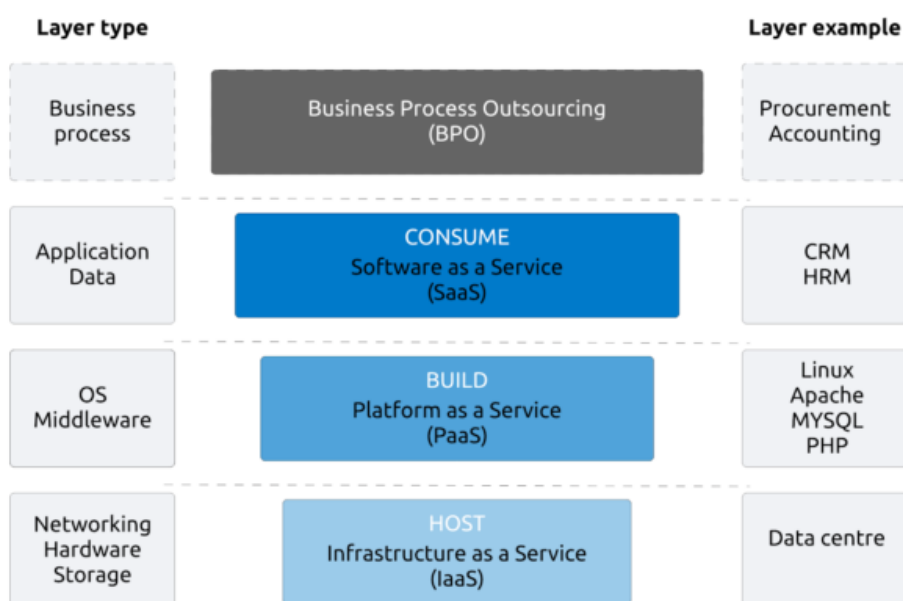 Layer type
Layer example
Business
process
Business Process Outsourcing
(BPO)
Procurement
Accounting
Application
Data
CONSUME
Software as a Service
(SaaS)
CRM
HRM
OS
Middleware
BUILD
Platform as a Service
(PaaS)
Linux
Apache
MYSQL
PHP
Networking
Hardware
Storage
HOST
Infrastructure as a Service
(IaaS)
Data centre